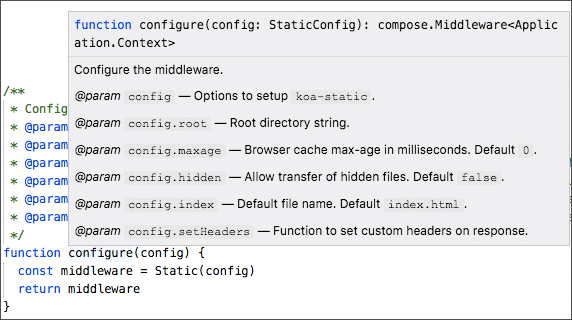 function configure(config: StaticConfig): compose.Middleware<Applic
ation.Context>
Configure the middleware.
@param config — Options to setup koa-static.
@param config.root — Root directory string.
@param config.maxage — Browser cache max-age in milliseconds. Default 0.
@param config.hidden — Allow transfer of hidden files. Default false.
@param config.index — Default file name. Default index.html.
@param config.setHeaders — Function to set custom headers on response.
/**
* Config
* @param
* @param
* @param
* @param
* @param
* @param
*/
function configure(config) {
const middleware = Static(config)
return middleware
}